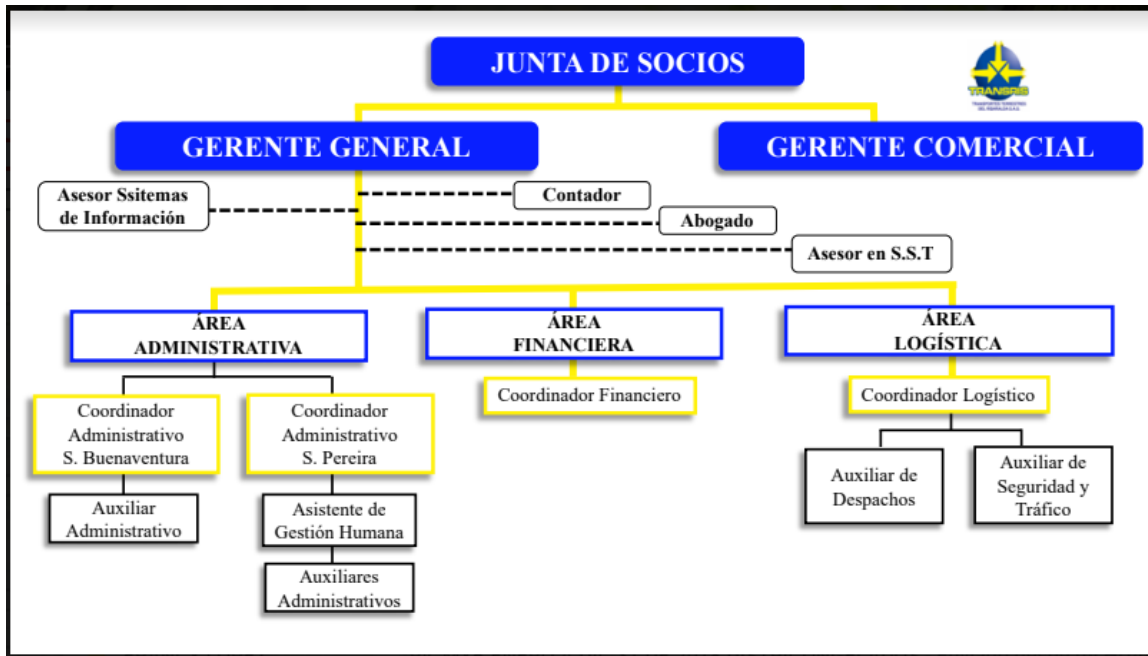 JUNTA DE SOCIOS
TRANSRIS
GERENTE GENERAL
GERENTE COMERCIAL
Asesor Ssitemas
de Información
Contador
Abogado
Asesor en S.S.T
ÁREA
ADMINISTRATIVA
ÁREA
FINANCIERA
ÁREA
LOGÍSTICA
Coordinador
Administrativo
S. Buenaventura
Coordinador
Administrativo
S. Pereira
Coordinador Financiero
Coordinador Logístico
Auxiliar
Administrativo
Asistente de
Gestión Humana
Auxiliares
Administrativos
Auxiliar de
Despachos
Auxiliar de
Seguridad y
Tráfico